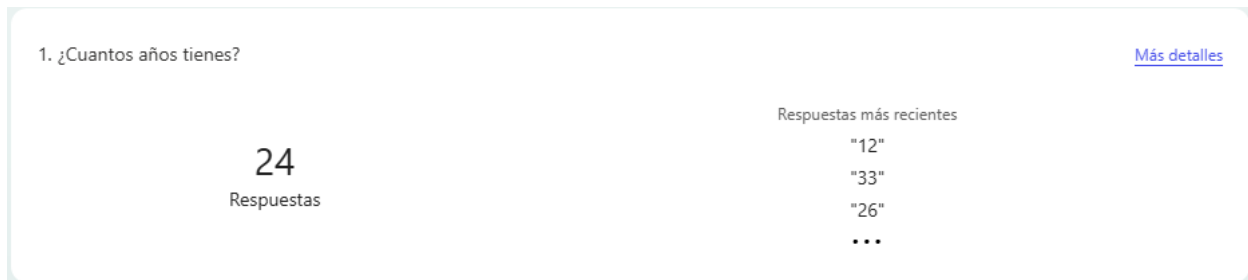 1. ¿Cuantos años tienes?
Más detalles
24
Respuestas
Respuestas más recientes
"12"
"33"
"26"
...